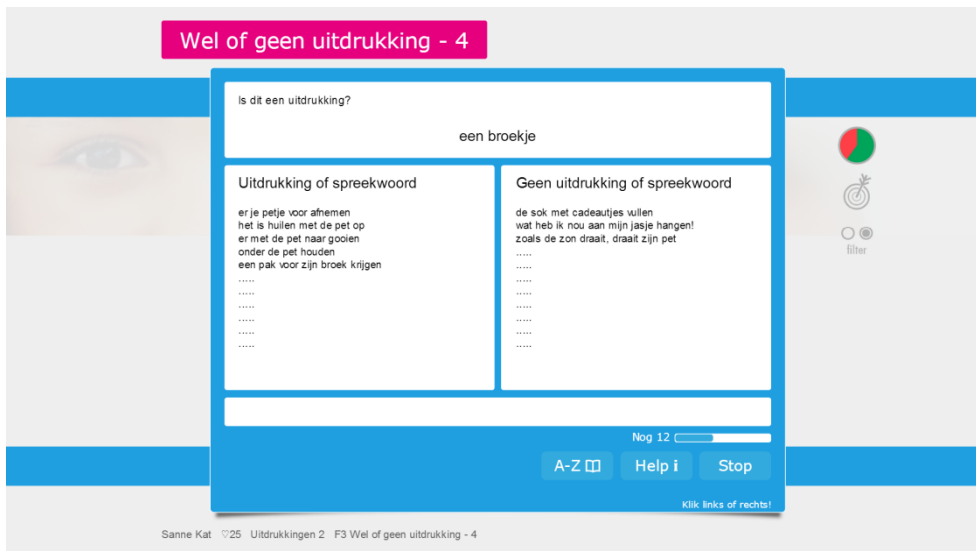 Wel of geen uitdrukking - 4
Is dit een uitdrukking?
een broekje
Uitdrukking of spreekwoord
er je petje voor afnemen
het is huilen met de pet op
er met de pet naar gooien
onder de pet houden
een pak voor zijn broek krijgen
.....
.....
.....
.....
.....
.....
Geen uitdrukking of spreekwoord
de sok met cadeautjes vullen
wat heb ik nou aan mijn jasje hangen!
zoals de zon draait, draait zijn pet
.....
.....
.....
.....
.....
.....
.....
.....
filter
Nog 12
A-Z
Help i
Stop
Klik links of rechts!
Sanne Kat ♡25 Uitdrukkingen 2 F3 Wel of geen uitdrukking - 4